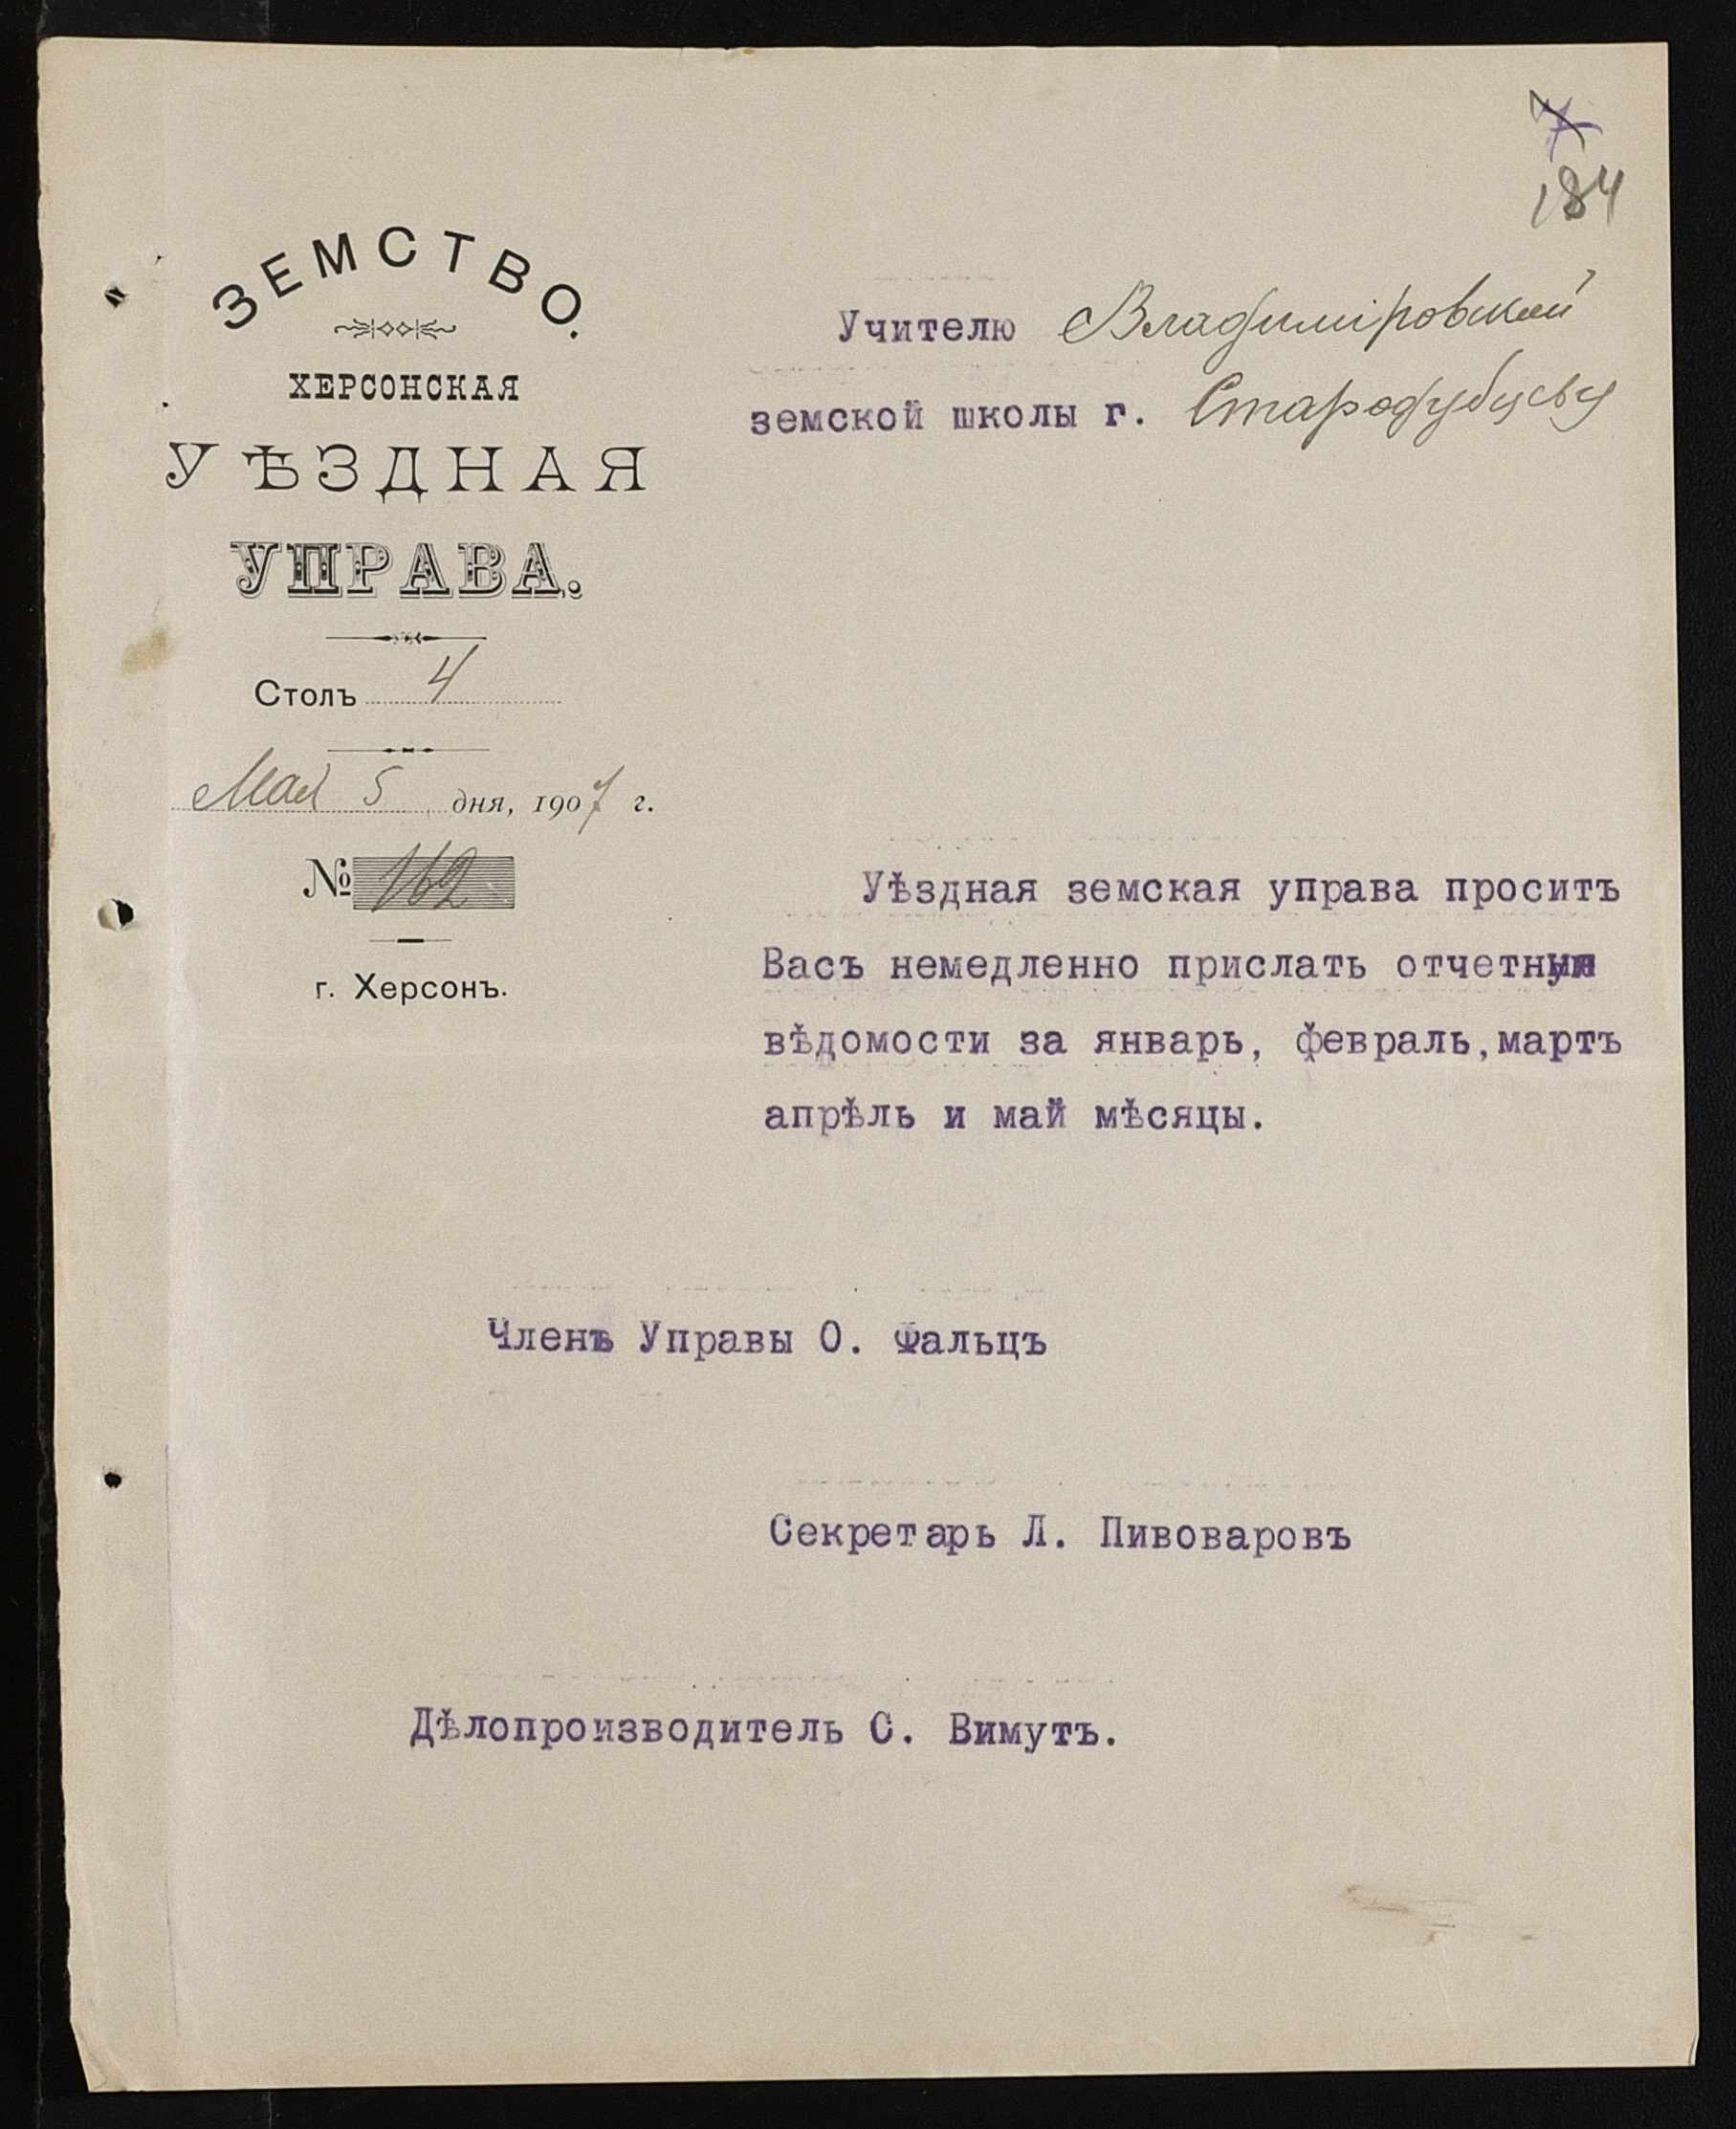 184
ЗЕМСТВО.
ХЕРСОНСКАЯ
УѢЗДНАЯ
УПРАВА.
Столъ 4
Мая 5 дня, 1907 г.
№ 162
г. Херсонъ.
Учителю Владимировской
земской школы г. Стародубцеву
Уѣздная земская управа проситъ
Васъ немедленно прислать отчетныя
вѣдомости за январь, февраль,мартъ
апрѣль и май мѣсяцы.
Членъ Управы О. Фальцъ
Секретарь Л. Пивоваровъ
Дѣлопроизводитель С. Вимутъ.